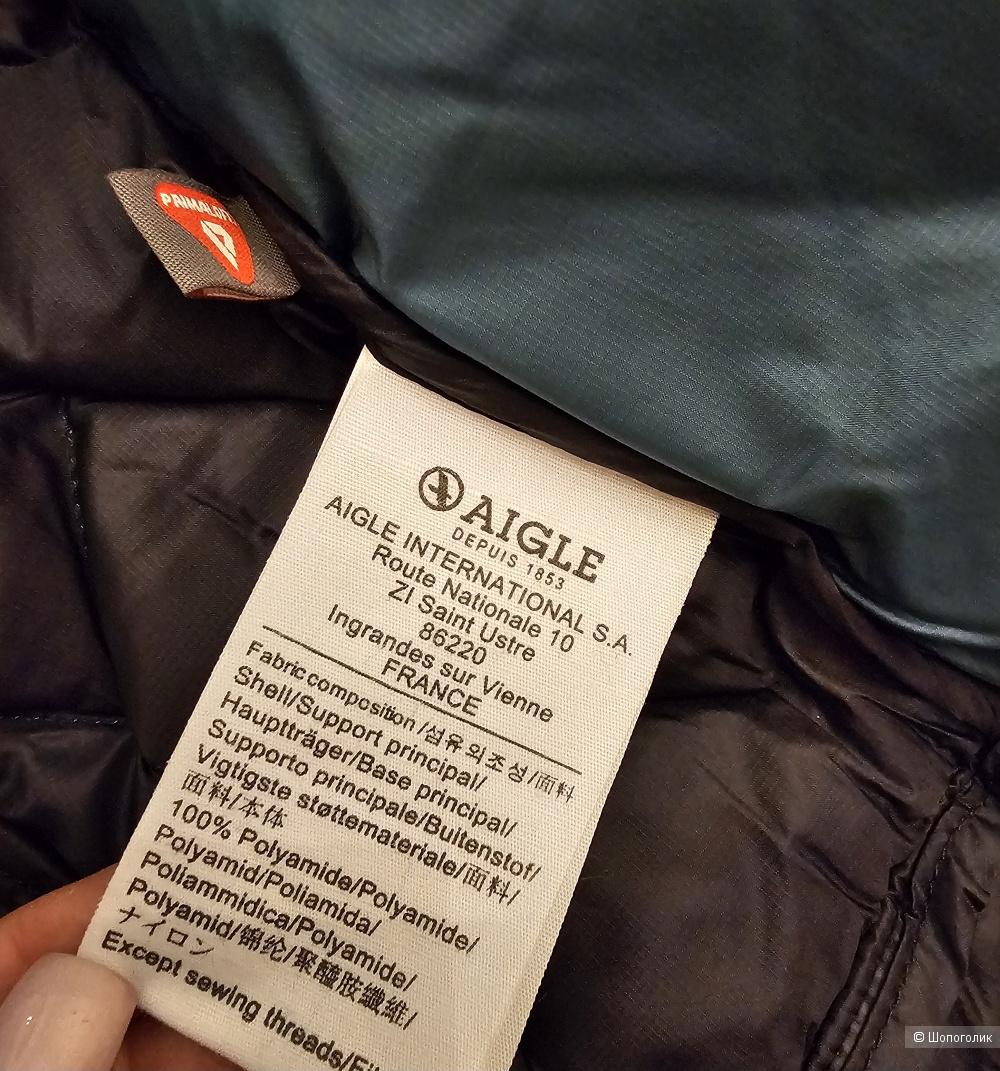 PRIMALOFT
AIGLE
DEPUIS 1853
AIGLE INTERNATIONAL S.A.
Route Nationale 10
ZI Saint Ustre
86220
Ingrandes sur Vienne
FRANCE
Fabric composition/섬유의조성/面料
Shell/Support principal/
Hauptträger/Base principal/
Supporto principale/Buitenstof/
Vigtigste støttemateriale/面料/
面料/本体
100% Polyamide/Polyamide/
Polyamid/Poliamida/
Poliammidica/Polyamide/
Polyamid/锦纶/聚醯胺纖維/
ナイロン
Except sewing threads/
© Шопоголик